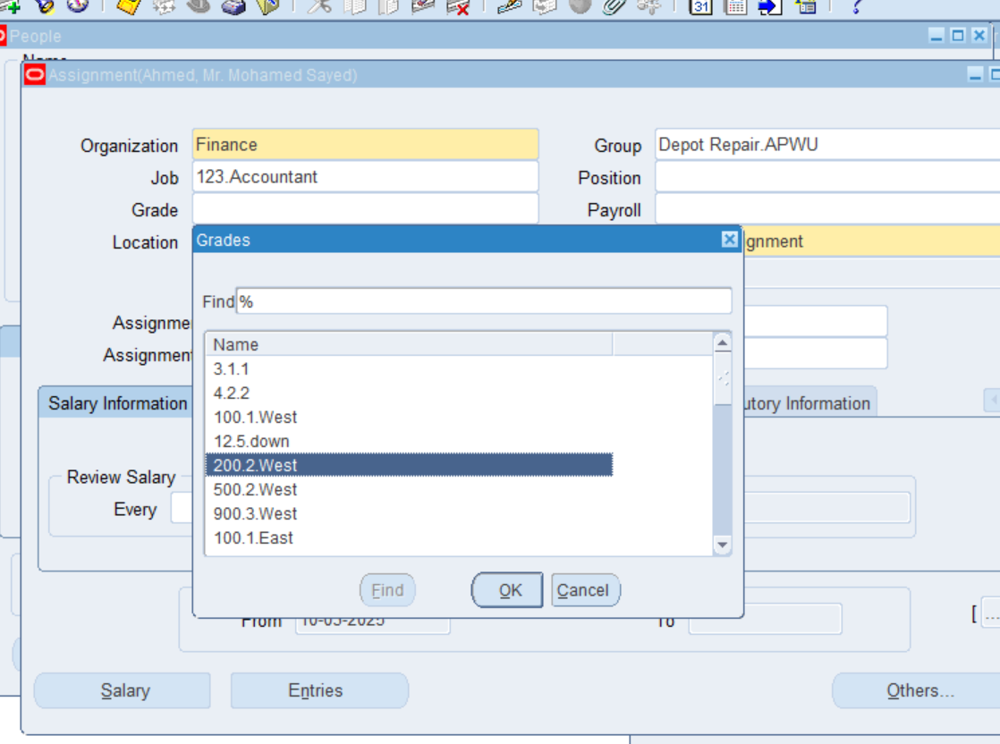 31
?
People
Name
Assignment(Ahmed, Mr. Mohamed Sayed)
Organization Finance Group Depot Repair.APWU
Job 123.Accountant Position
Grade Payroll
Location gnment
Grades
Find %
Assignme
Assignment
Name
3.1.1
4.2.2
100.1.West
12.5.down
200.2.West
500.2.West
900.3.West
100.1.East
Salary Information utory Information
Review Salary
Every
Find OK Cancel
From 10-05-2025 To [ ...
Salary Entries Others...